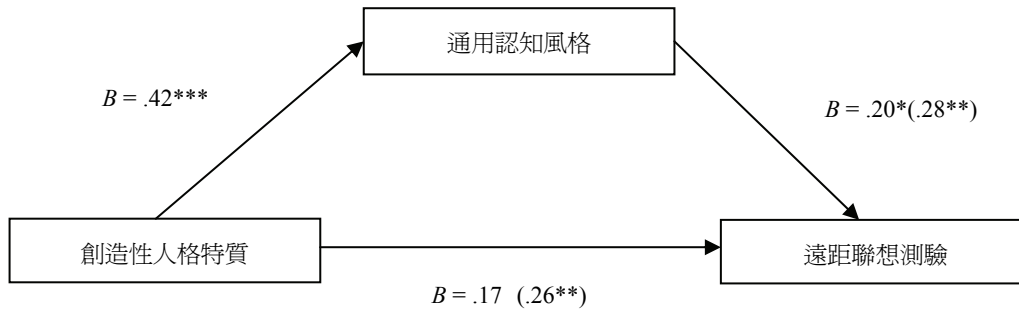 通用認知風格
B = .42***
B = .20*(.28**)
創造性人格特質
遠距聯想測驗
B = .17 (.26**)